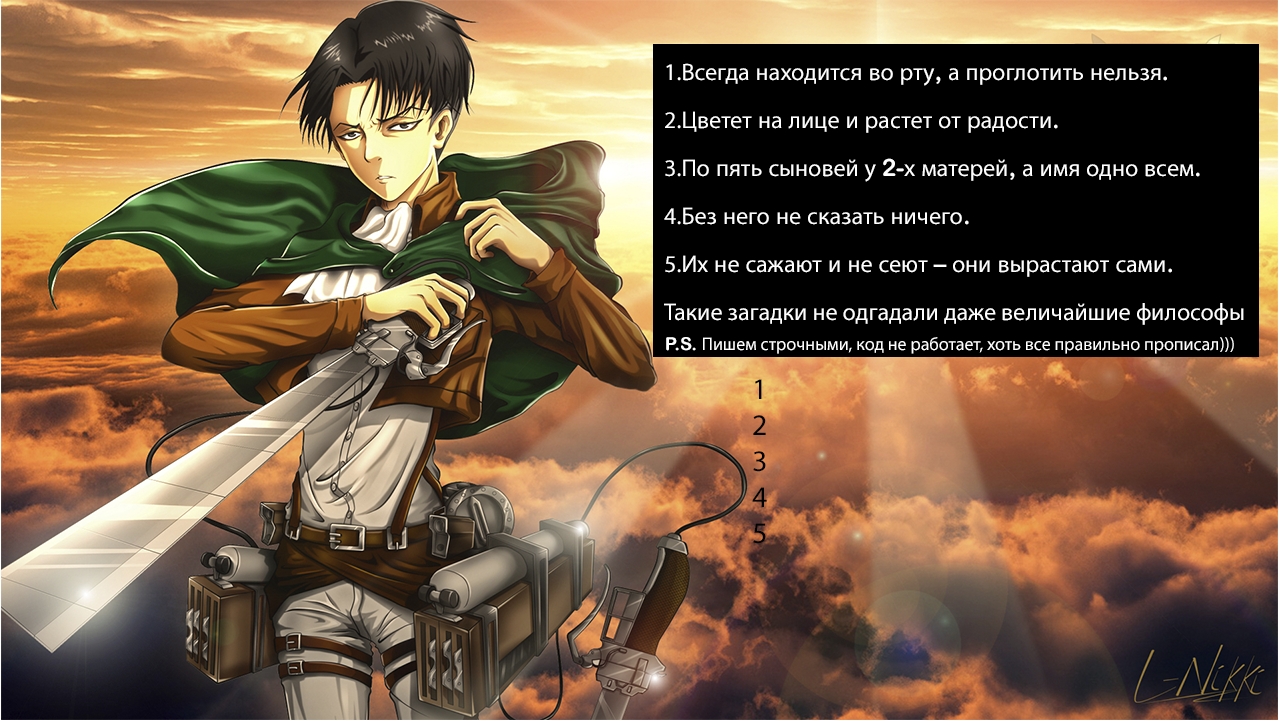 1.Всегда находится во рту, а проглотить нельзя.
2.Цветет на лице и растет от радости.
3.По пять сыновей у 2-х матерей, а имя одно всем.
4.Без него не сказать ничего.
5.Их не сажают и не сеют – они вырастают сами.
Такие загадки не одгадали даже величайшие философы
P.S. Пишем строчными, код не работает, хоть все правильно прописал)))
1
2
3
4
5
L-Nikki